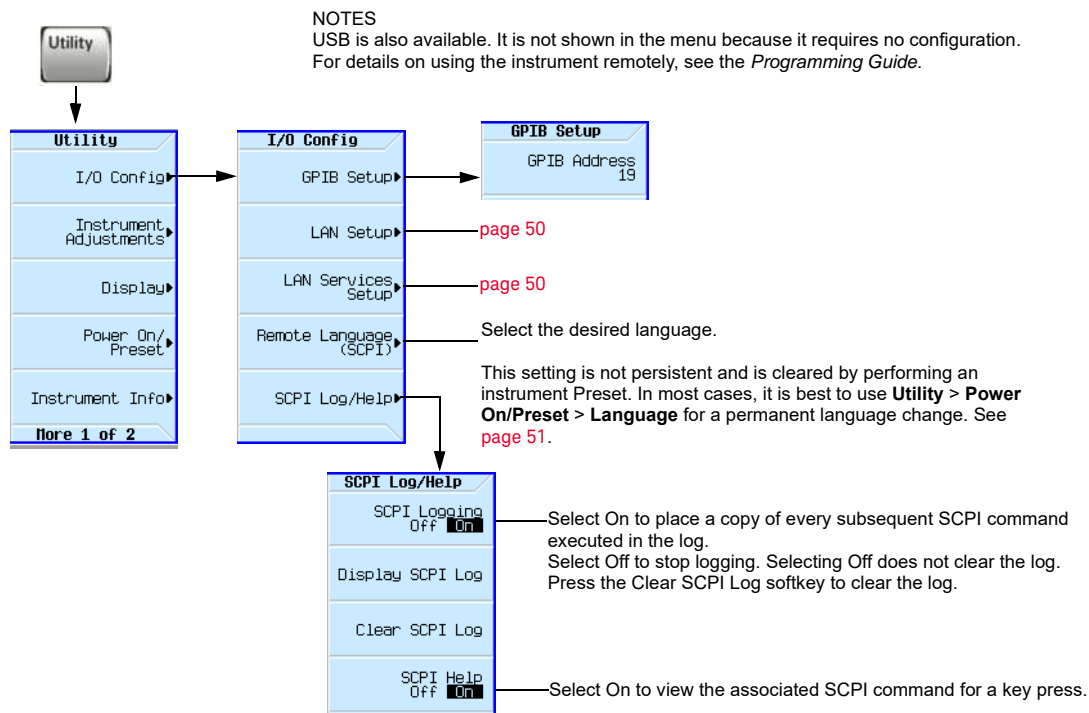 Utility
NOTES
USB is also available. It is not shown in the menu because it requires no configuration.
For details on using the instrument remotely, see the Programming Guide.
Utility
I/O Config
Instrument
Adjustments
Display
Power On/
Preset
Instrument Info
More 1 of 2
I/O Config
GPIB Setup
LAN Setup
LAN Services
Setup
Remote Language
(SCPI)
SCPI Log/Help
GPIB Setup
GPIB Address
19
page 50
page 50
Select the desired language.
This setting is not persistent and is cleared by performing an
instrument Preset. In most cases, it is best to use Utility > Power
On/Preset > Language for a permanent language change. See
page 51.
SCPI Log/Help
SCPI Logging
Off On
Display SCPI Log
Clear SCPI Log
SCPI Help
Off On
Select On to place a copy of every subsequent SCPI command
executed in the log.
Select Off to stop logging. Selecting Off does not clear the log.
Press the Clear SCPI Log softkey to clear the log.
Select On to view the associated SCPI command for a key press.